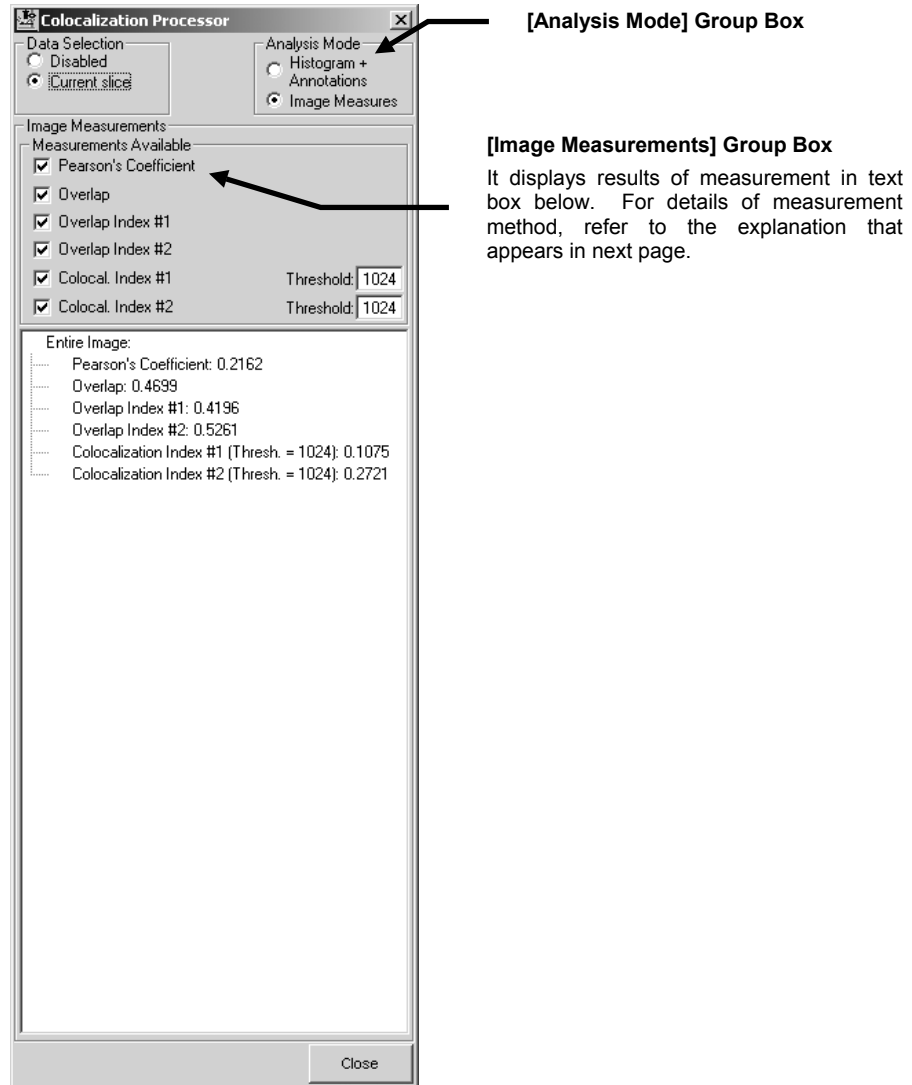 Colocalization Processor
Data Selection
Disabled
Current slice
Analysis Mode
Histogram +
Annotations
Image Measures
Image Measurements
Measurements Available
Pearson's Coefficient
Overlap
Overlap Index #1
Overlap Index #2
Colocal. Index #1 Threshold: 1024
Colocal. Index #2 Threshold: 1024
Entire Image:
Pearson's Coefficient: 0.2162
Overlap: 0.4699
Overlap Index #1: 0.4196
Overlap Index #2: 0.5261
Colocalization Index #1 (Thresh. = 1024): 0.1075
Colocalization Index #2 (Thresh. = 1024): 0.2721
Close
[Analysis Mode] Group Box
[Image Measurements] Group Box
It displays results of measurement in text
box below. For details of measurement
method, refer to the explanation that
appears in next page.